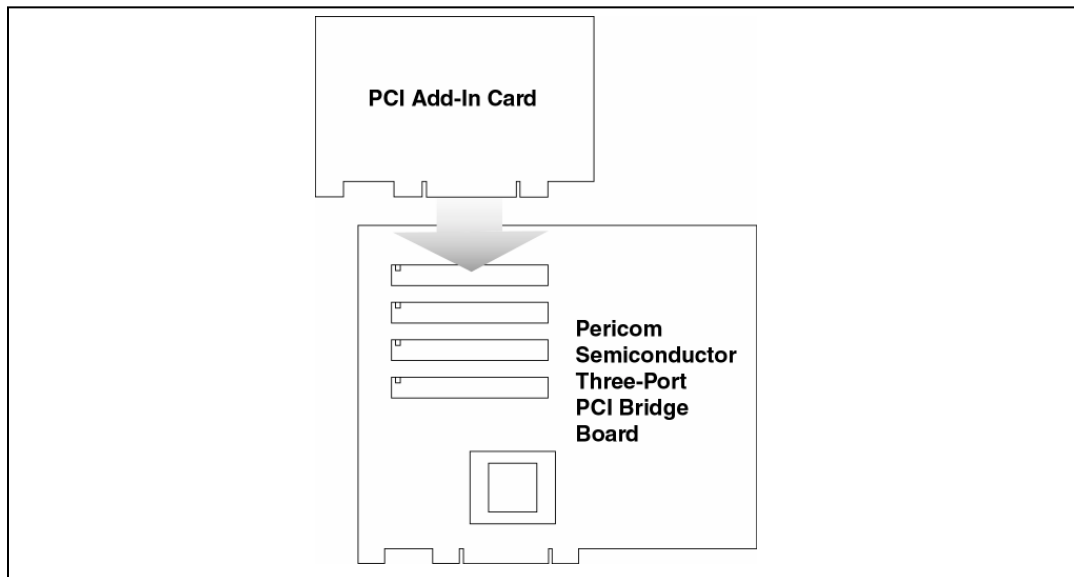 PCI Add-In Card
Pericom
Semiconductor
Three-Port
PCI Bridge
Board